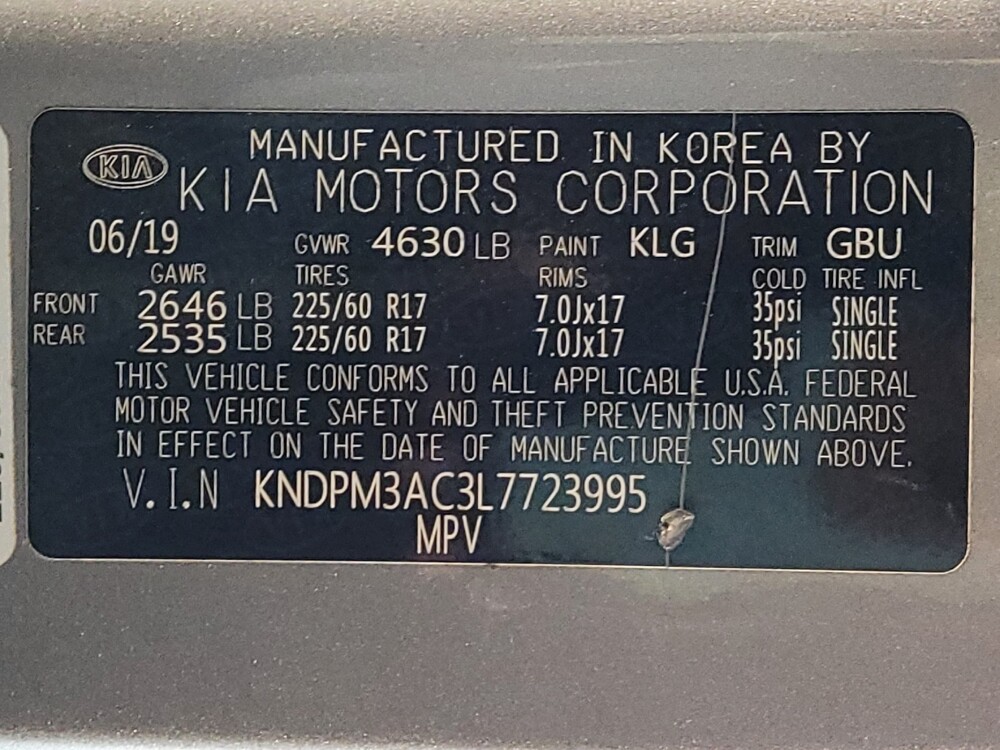 MANUFACTURED IN KOREA BY
KIA KIA MOTORS CORPORATION
06/19 GVWR 4630 LB PAINT KLG TRIM GBU
GAWR TIRES RIMS COLD TIRE INFL
FRONT 2646 LB 225/60 R17 7.0Jx17 35psi SINGLE
REAR 2535 LB 225/60 R17 7.0Jx17 35psi SINGLE
THIS VEHICLE CONFORMS TO ALL APPLICABLE U.S.A. FEDERAL
MOTOR VEHICLE SAFETY AND THEFT PREVENTION STANDARDS
IN EFFECT ON THE DATE OF MANUFACTURE SHOWN ABOVE.
V.I.N KNDPM3AC3L7723995
MPV